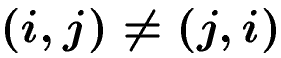 (i, j) ≠ (j, i)